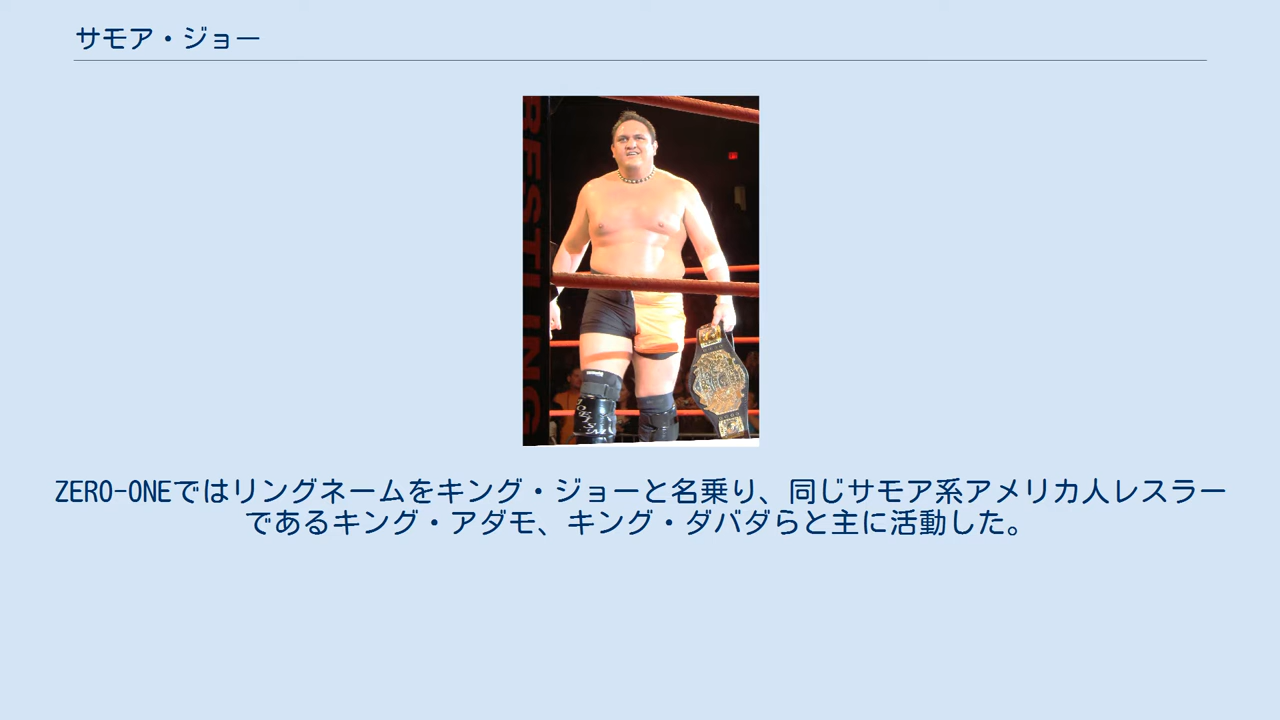 サモア・ジョー
RESTLING
ZERO-ONEではリングネームをキング・ジョーと名乗り、同じサモア系アメリカ人レスラー
であるキング・アダモ、キング・ダバダらと主に活動した。